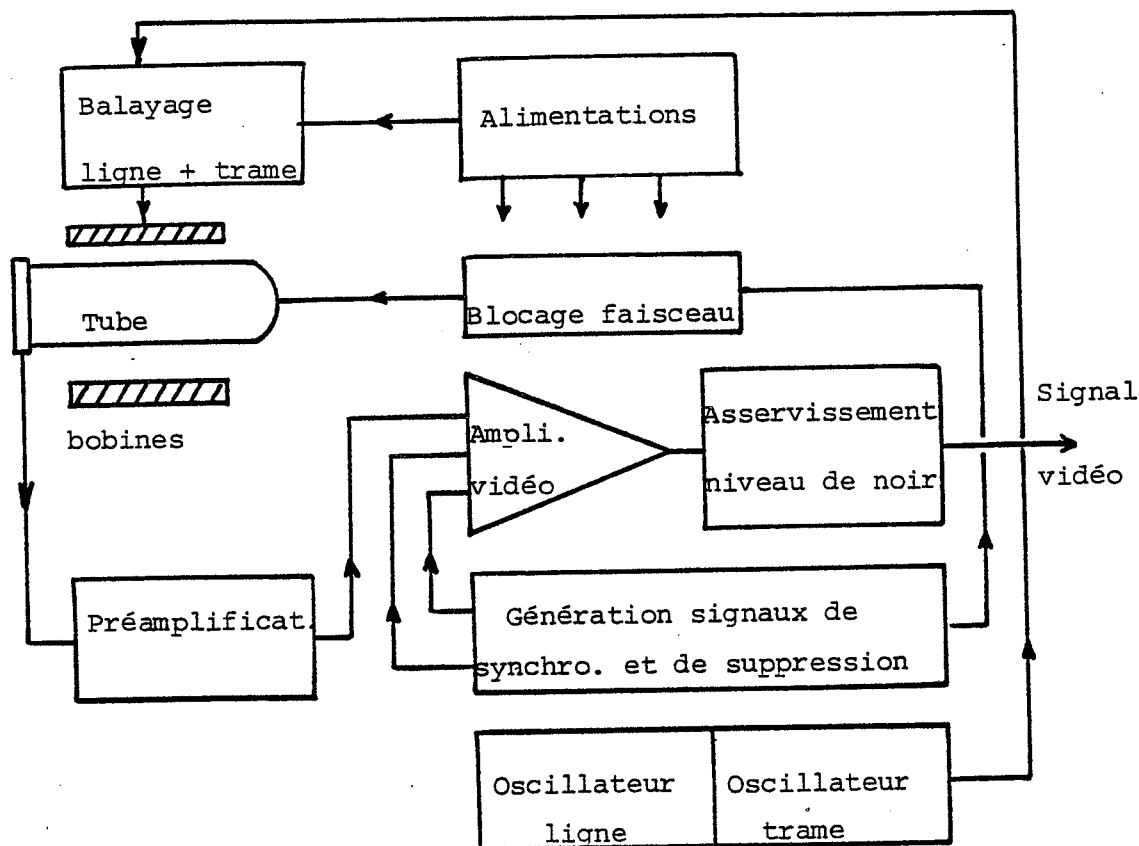 Balayage
ligne + trame
Alimentations
Tube
Blocage faisceau
bobines
Ampli.
vidéo
Asservissement
niveau de noir
Signal
vidéo
Préamplificat.
Génération signaux de
synchro. et de suppression
Oscillateur
ligne
Oscillateur
trame